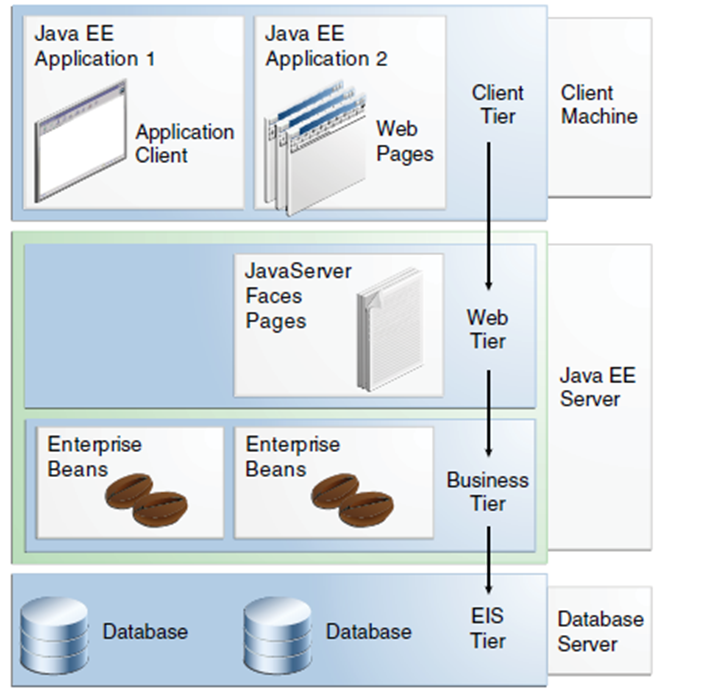 Java EE
Application 1
Application
Client
Java EE
Application 2
Web
Pages
Client
Tier
Client
Machine
JavaServer
Faces
Pages
Web
Tier
Java EE
Server
Enterprise
Beans
Enterprise
Beans
Business
Tier
Database
Database
EIS
Tier
Database
Server